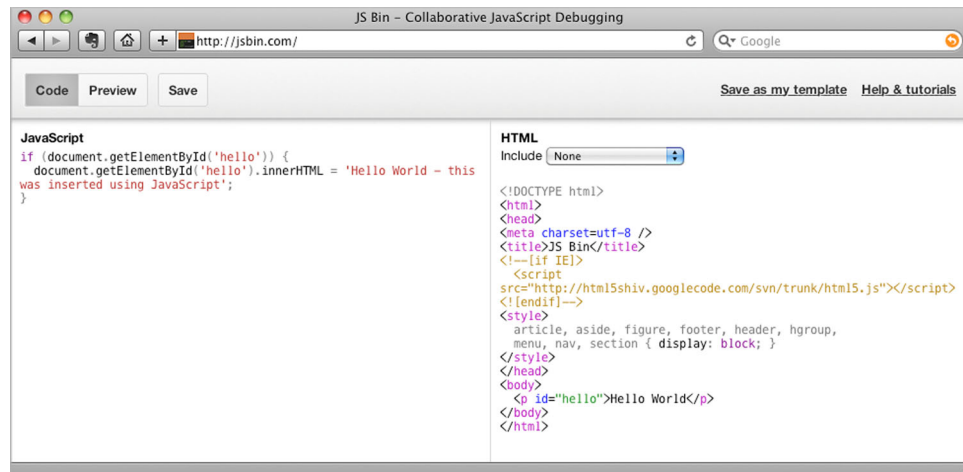 JS Bin – Collaborative JavaScript Debugging
http://jsbin.com/
Google
Code
Preview
Save
Save as my template
Help & tutorials
JavaScript
if (document.getElementById('hello')) {
  document.getElementById('hello').innerHTML = 'Hello World - this
was inserted using JavaScript';
}
HTML
Include None
<!DOCTYPE html>
<html>
<head>
<meta charset=utf-8 />
<title>JS Bin</title>
<!--[if IE]>
  <script
src="http://html5shiv.googlecode.com/svn/trunk/html5.js"></script>
<![endif]-->
<style>
  article, aside, figure, footer, header, hgroup,
  menu, nav, section { display: block; }
</style>
</head>
<body>
  <p id="hello">Hello World</p>
</body>
</html>